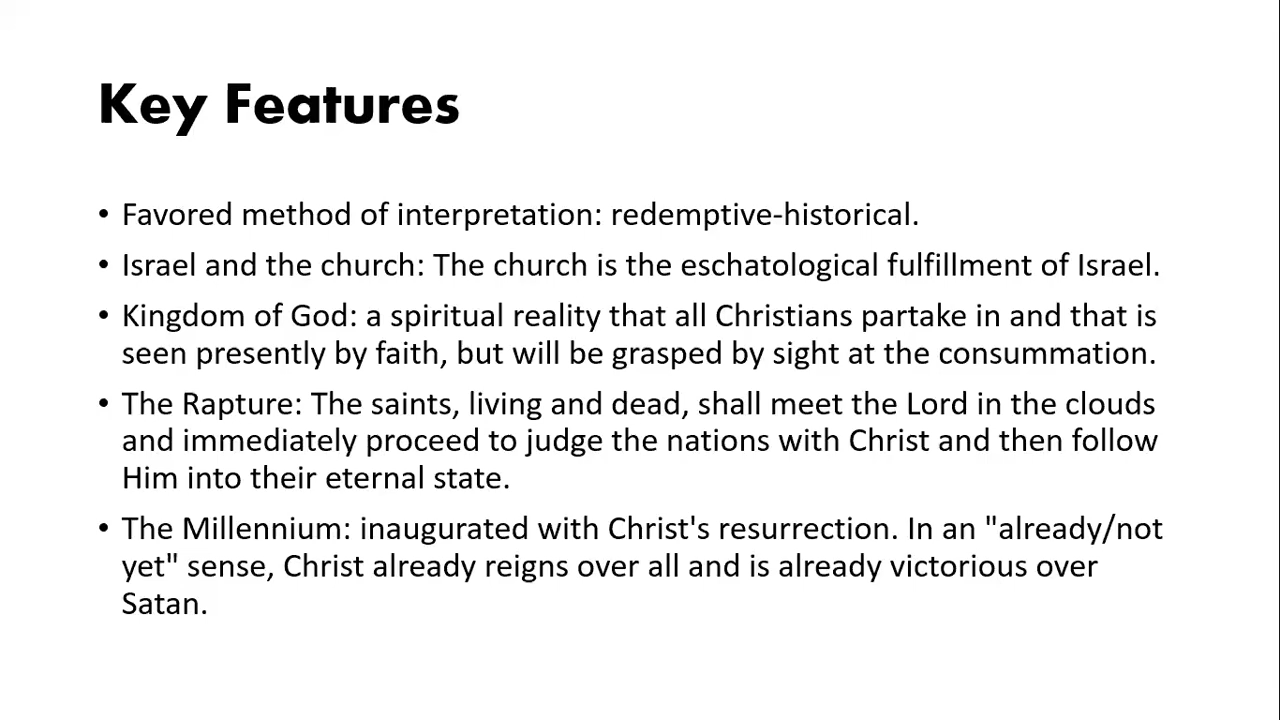 Key Features
• Favored method of interpretation: redemptive-historical.
• Israel and the church: The church is the eschatological fulfillment of Israel.
• Kingdom of God: a spiritual reality that all Christians partake in and that is
seen presently by faith, but will be grasped by sight at the consummation.
• The Rapture: The saints, living and dead, shall meet the Lord in the clouds
and immediately proceed to judge the nations with Christ and then follow
Him into their eternal state.
• The Millennium: inaugurated with Christ's resurrection. In an "already/not
yet" sense, Christ already reigns over all and is already victorious over
Satan.